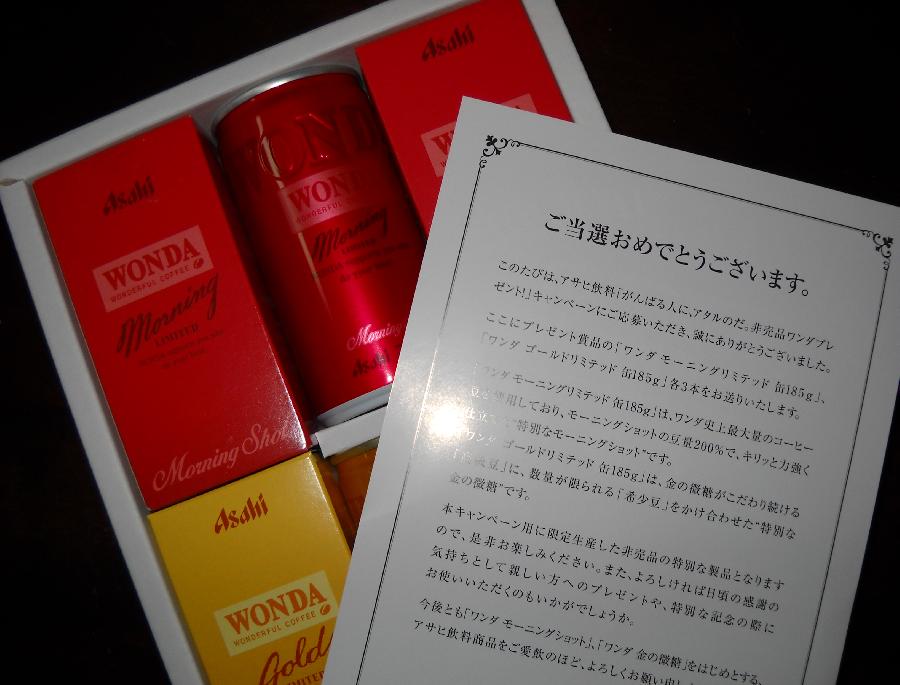 Asahi
WONDA
WONDERFUL COFFEE
Morning
LIMITED
Morning Shot
WONDA
WONDA
WONDERFUL COFFEE
Morning
LIMITED
Morning
Asahi
Asahi
Asahi
WONDA
WONDERFUL COFFEE
Gold
ご当選おめでとうございます。
このたびは、アサヒ飲料「がんばる人に、アタルのだ。非売品ワンダプレ
ゼント!」キャンペーンにご応募いただき、誠にありがとうございました。
ここにプレゼント賞品の「ワンダ モーニングリミテッド 缶185g」、
「ワンダ ゴールドリミテッド 缶185g」各3本をお送りいたします。
ワンダ モーニングリミテッド 缶185g」は、ワンダ史上最大量のコーヒー
豆を使用しており、モーニングショットの豆量200%で、キリッと力強く
仕立て “特別なモーニングショット”です。
ワンダ ゴールドリミテッド 缶185g」は、金の微糖がこだわり続ける
豆」に、数量が限られる「希少豆」をかけ合わせた“特別な
金の微糖”です。
本キャンペーン用に限定生産した非売品の特別な製品となります
ので、是非お楽しみください。また、よろしければ日頃の感謝の
気持ちとして親しい方へのプレゼントや、特別な記念の際に
お使いいただくのもいかがでしょうか。
今後とも「ワンダ モーニングショット」、「ワンダ 金の微糖」をはじめとする、
アサヒ飲料商品をご愛飲のほど、よろしくお願い申し